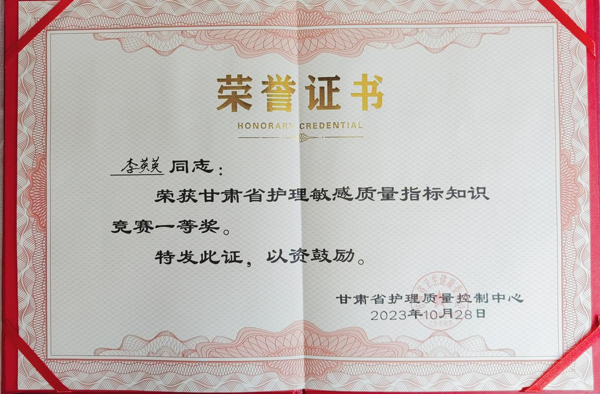 荣誉证书
HONORARY CREDENTIAL
李英英同志：
荣获甘肃省护理敏感质量指标知识
竞赛一等奖。
特发此证，以资鼓励。
甘肃省护理质量控制中心
2023年10月28日